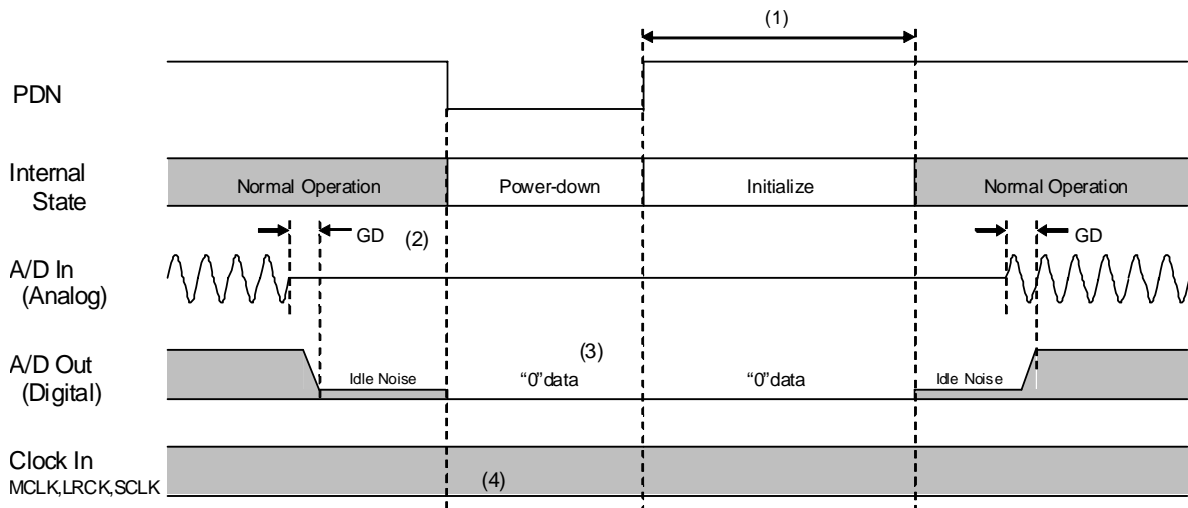 (1)
PDN
Internal
State
Normal Operation
Power-down
Initialize
Normal Operation
GD
(2)
GD
A/D In
(Analog)
A/D Out
(Digital)
Idle Noise
(3)
“0”data
“0”data
Idle Noise
Clock In
MCLK,LRCK,SCLK
(4)